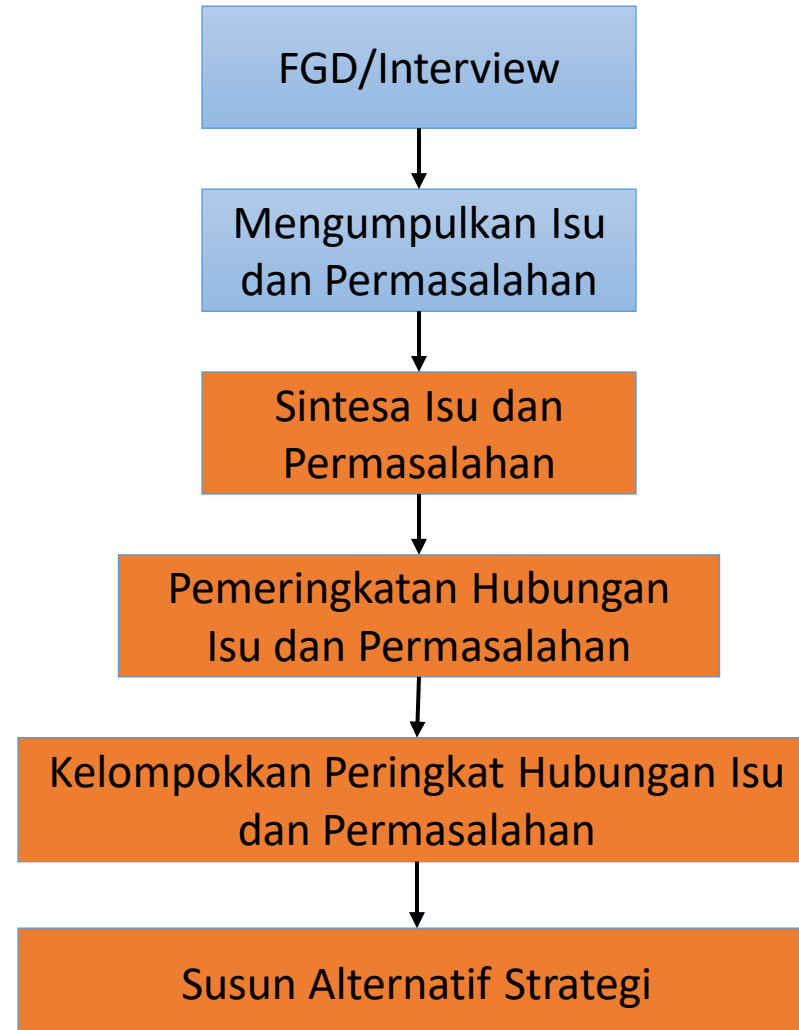 FGD/Interview
Mengumpulkan Isu
dan Permasalahan
Sintesa Isu dan
Permasalahan
Pemeringkatan Hubungan
Isu dan Permasalahan
Kelompokkan Peringkat Hubungan Isu
dan Permasalahan
Susun Alternatif Strategi